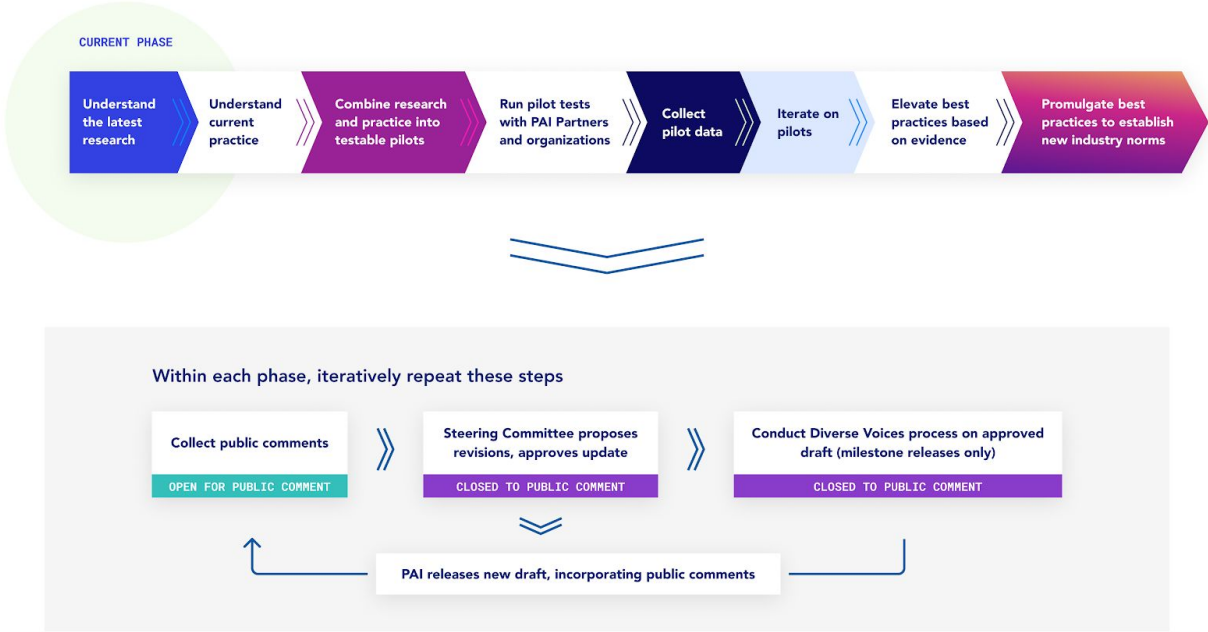 CURRENT PHASE
Understand
the latest
research
Understand
current
practice
Combine research
and practice into
testable pilots
Run pilot tests
with PAI Partners
and organizations
Collect
pilot data
Iterate on
pilots
Elevate best
practices based
on evidence
Promulgate best
practices to establish
new industry norms
Within each phase, iteratively repeat these steps
Collect public comments
OPEN FOR PUBLIC COMMENT
Steering Committee proposes
revisions, approves update
CLOSED TO PUBLIC COMMENT
Conduct Diverse Voices process on approved
draft (milestone releases only)
CLOSED TO PUBLIC COMMENT
PAI releases new draft, incorporating public comments